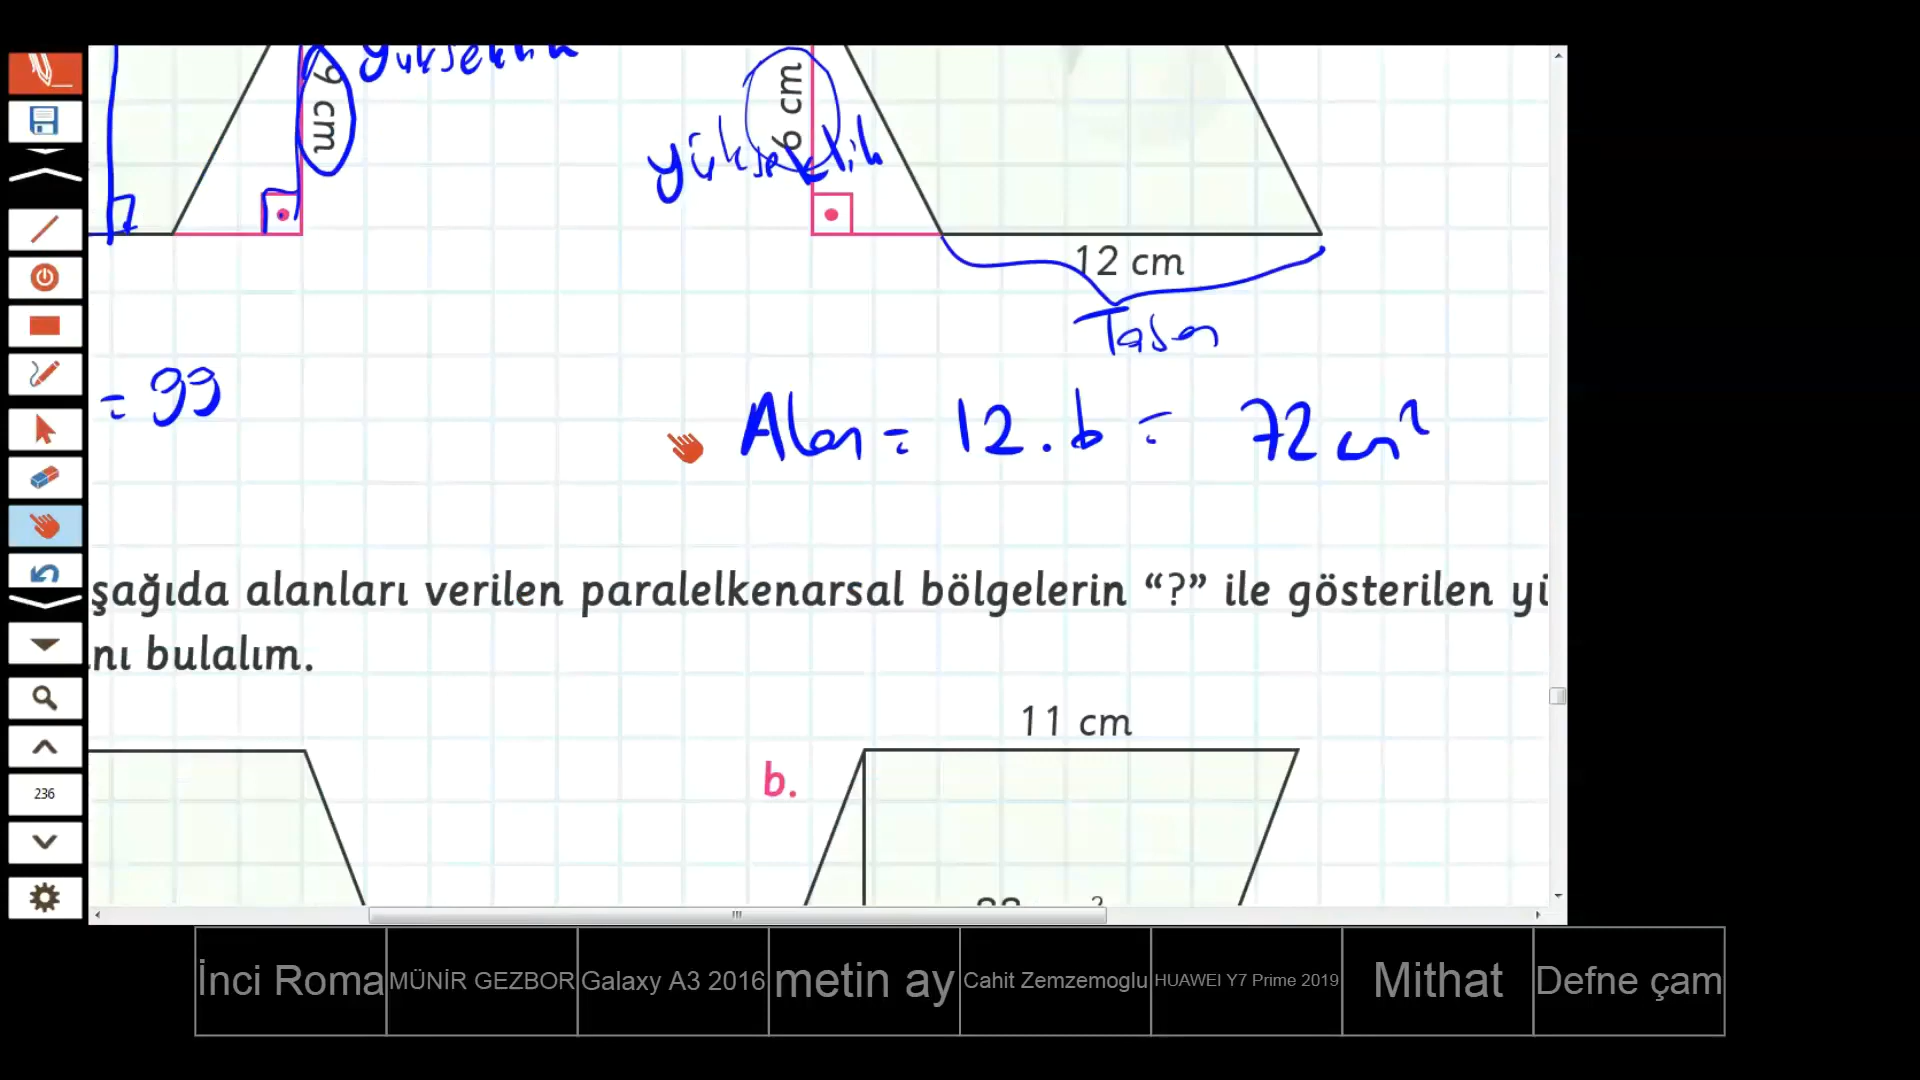 9 cm
6 cm
yükseklik
12 cm
Taban
= 99
Alan = 12 . 6 = 72 cm²
şağıda alanları verilen paralelkenarsal bölgelerin “?” ile gösterilen yü
nı bulalım.
11 cm
b.
236
İnci Roma
MÜNİR GEZBOR
Galaxy A3 2016
metin ay
Cahit Zemzemoglu
HUAWEI Y7 Prime 2019
Mithat
Defne çam